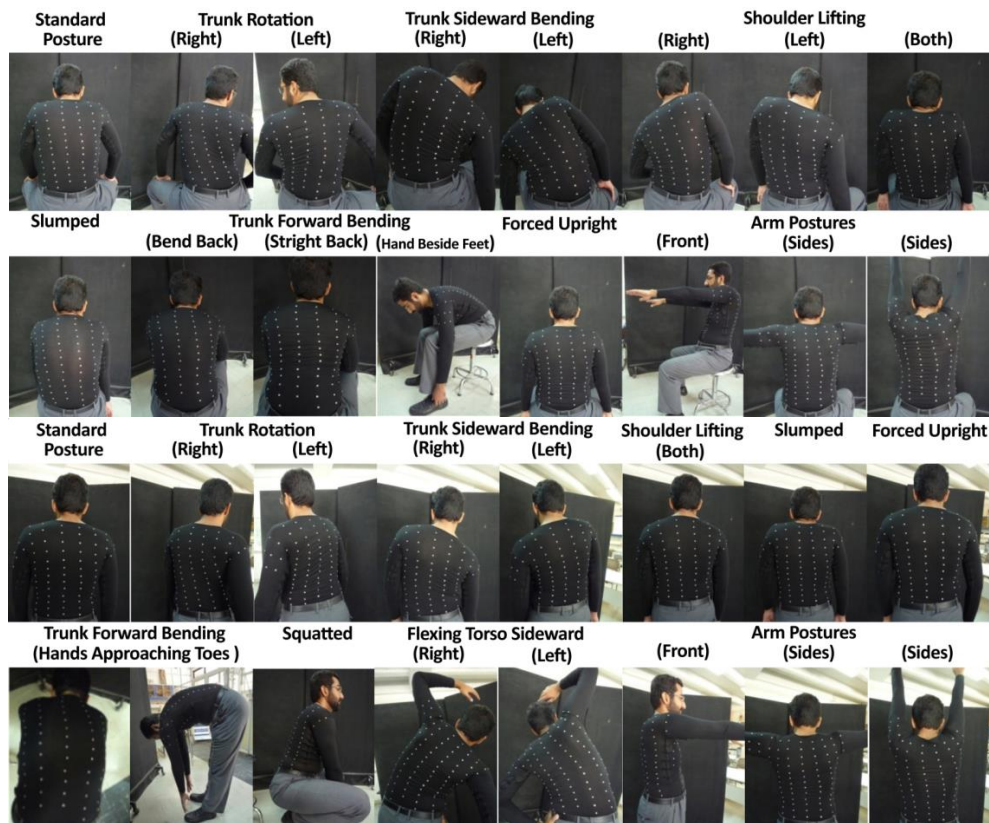 Standard Trunk Rotation Trunk Sideward Bending Shoulder Lifting
Posture (Right) (Left) (Right) (Left) (Right) (Left) (Both)
Slumped Trunk Forward Bending Forced Upright Arm Postures
(Bend Back) (Stright Back) (Hand Beside Feet) (Front) (Sides) (Sides)
Standard Trunk Rotation Trunk Sideward Bending Shoulder Lifting Slumped Forced Upright
Posture (Right) (Left) (Right) (Left) (Both)
Trunk Forward Bending Squatted Flexing Torso Sideward Arm Postures
(Hands Approaching Toes ) (Right) (Left) (Front) (Sides) (Sides)